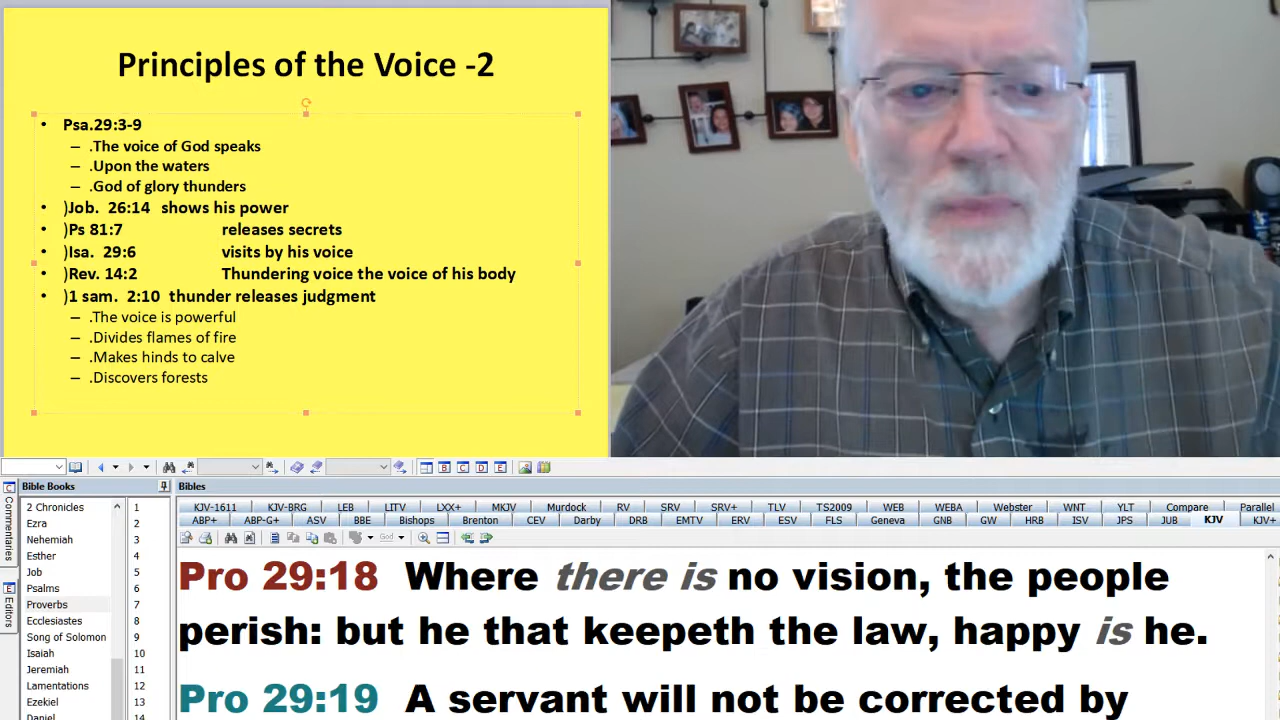 Principles of the Voice -2
• Psa.29:3-9
– .The voice of God speaks
– .Upon the waters
– .God of glory thunders
• )Job. 26:14 shows his power
• )Ps 81:7 releases secrets
• )Isa. 29:6 visits by his voice
• )Rev. 14:2 Thundering voice the voice of his body
• )1 sam. 2:10 thunder releases judgment
– .The voice is powerful
– .Divides flames of fire
– .Makes hinds to calve
– .Discovers forests
B C D E
Bible Books
Bibles
C Commentaries
E Editors
2 Chronicles 1
Ezra 2
Nehemiah 3
Esther 4
Job 5
Psalms 6
Proverbs 7
Ecclesiastes 8
Song of Solomon 9
Isaiah 10
Jeremiah 11
Lamentations 12
Ezekiel 13
Daniel 14
KJV-1611 KJV-BRG LEB LITV LXX+ MKJV Murdock RV SRV SRV+ TLV TS2009 WEB WEBA Webster WNT YLT Compare Parallel
ABP+ ABP-G+ ASV BBE Bishops Brenton CEV Darby DRB EMTV ERV ESV FLS Geneva GNB GW HRB ISV JPS JUB KJV KJV+
God
Pro 29:18 Where there is no vision, the people
perish: but he that keepeth the law, happy is he.
Pro 29:19 A servant will not be corrected by